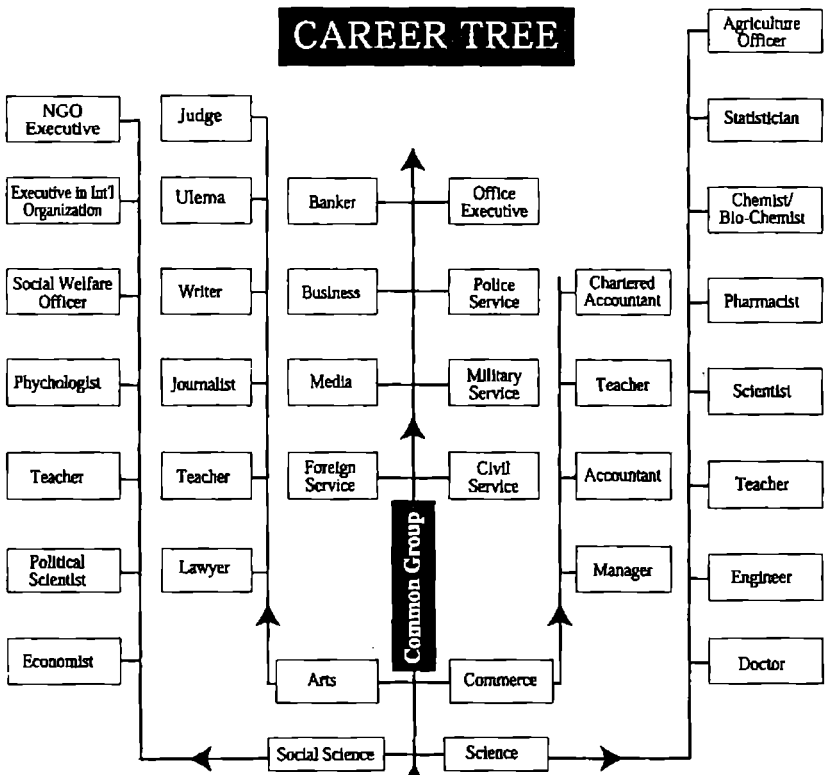 CAREER TREE
NGO
Executive
Executive in Int'l
Organization
Social Welfare
Officer
Phychologist
Teacher
Political
Scientist
Economist
Judge
Ulema
Writer
Journalist
Teacher
Lawyer
Banker
Business
Media
Foreign
Service
Office
Executive
Police
Service
Military
Service
Civil
Service
Common Group
Chartered
Accountant
Teacher
Accountant
Manager
Agriculture
Officer
Statistician
Chemist/
Bio-Chemist
Pharmacist
Scientist
Teacher
Engineer
Doctor
Arts
Commerce
Social Science
Science